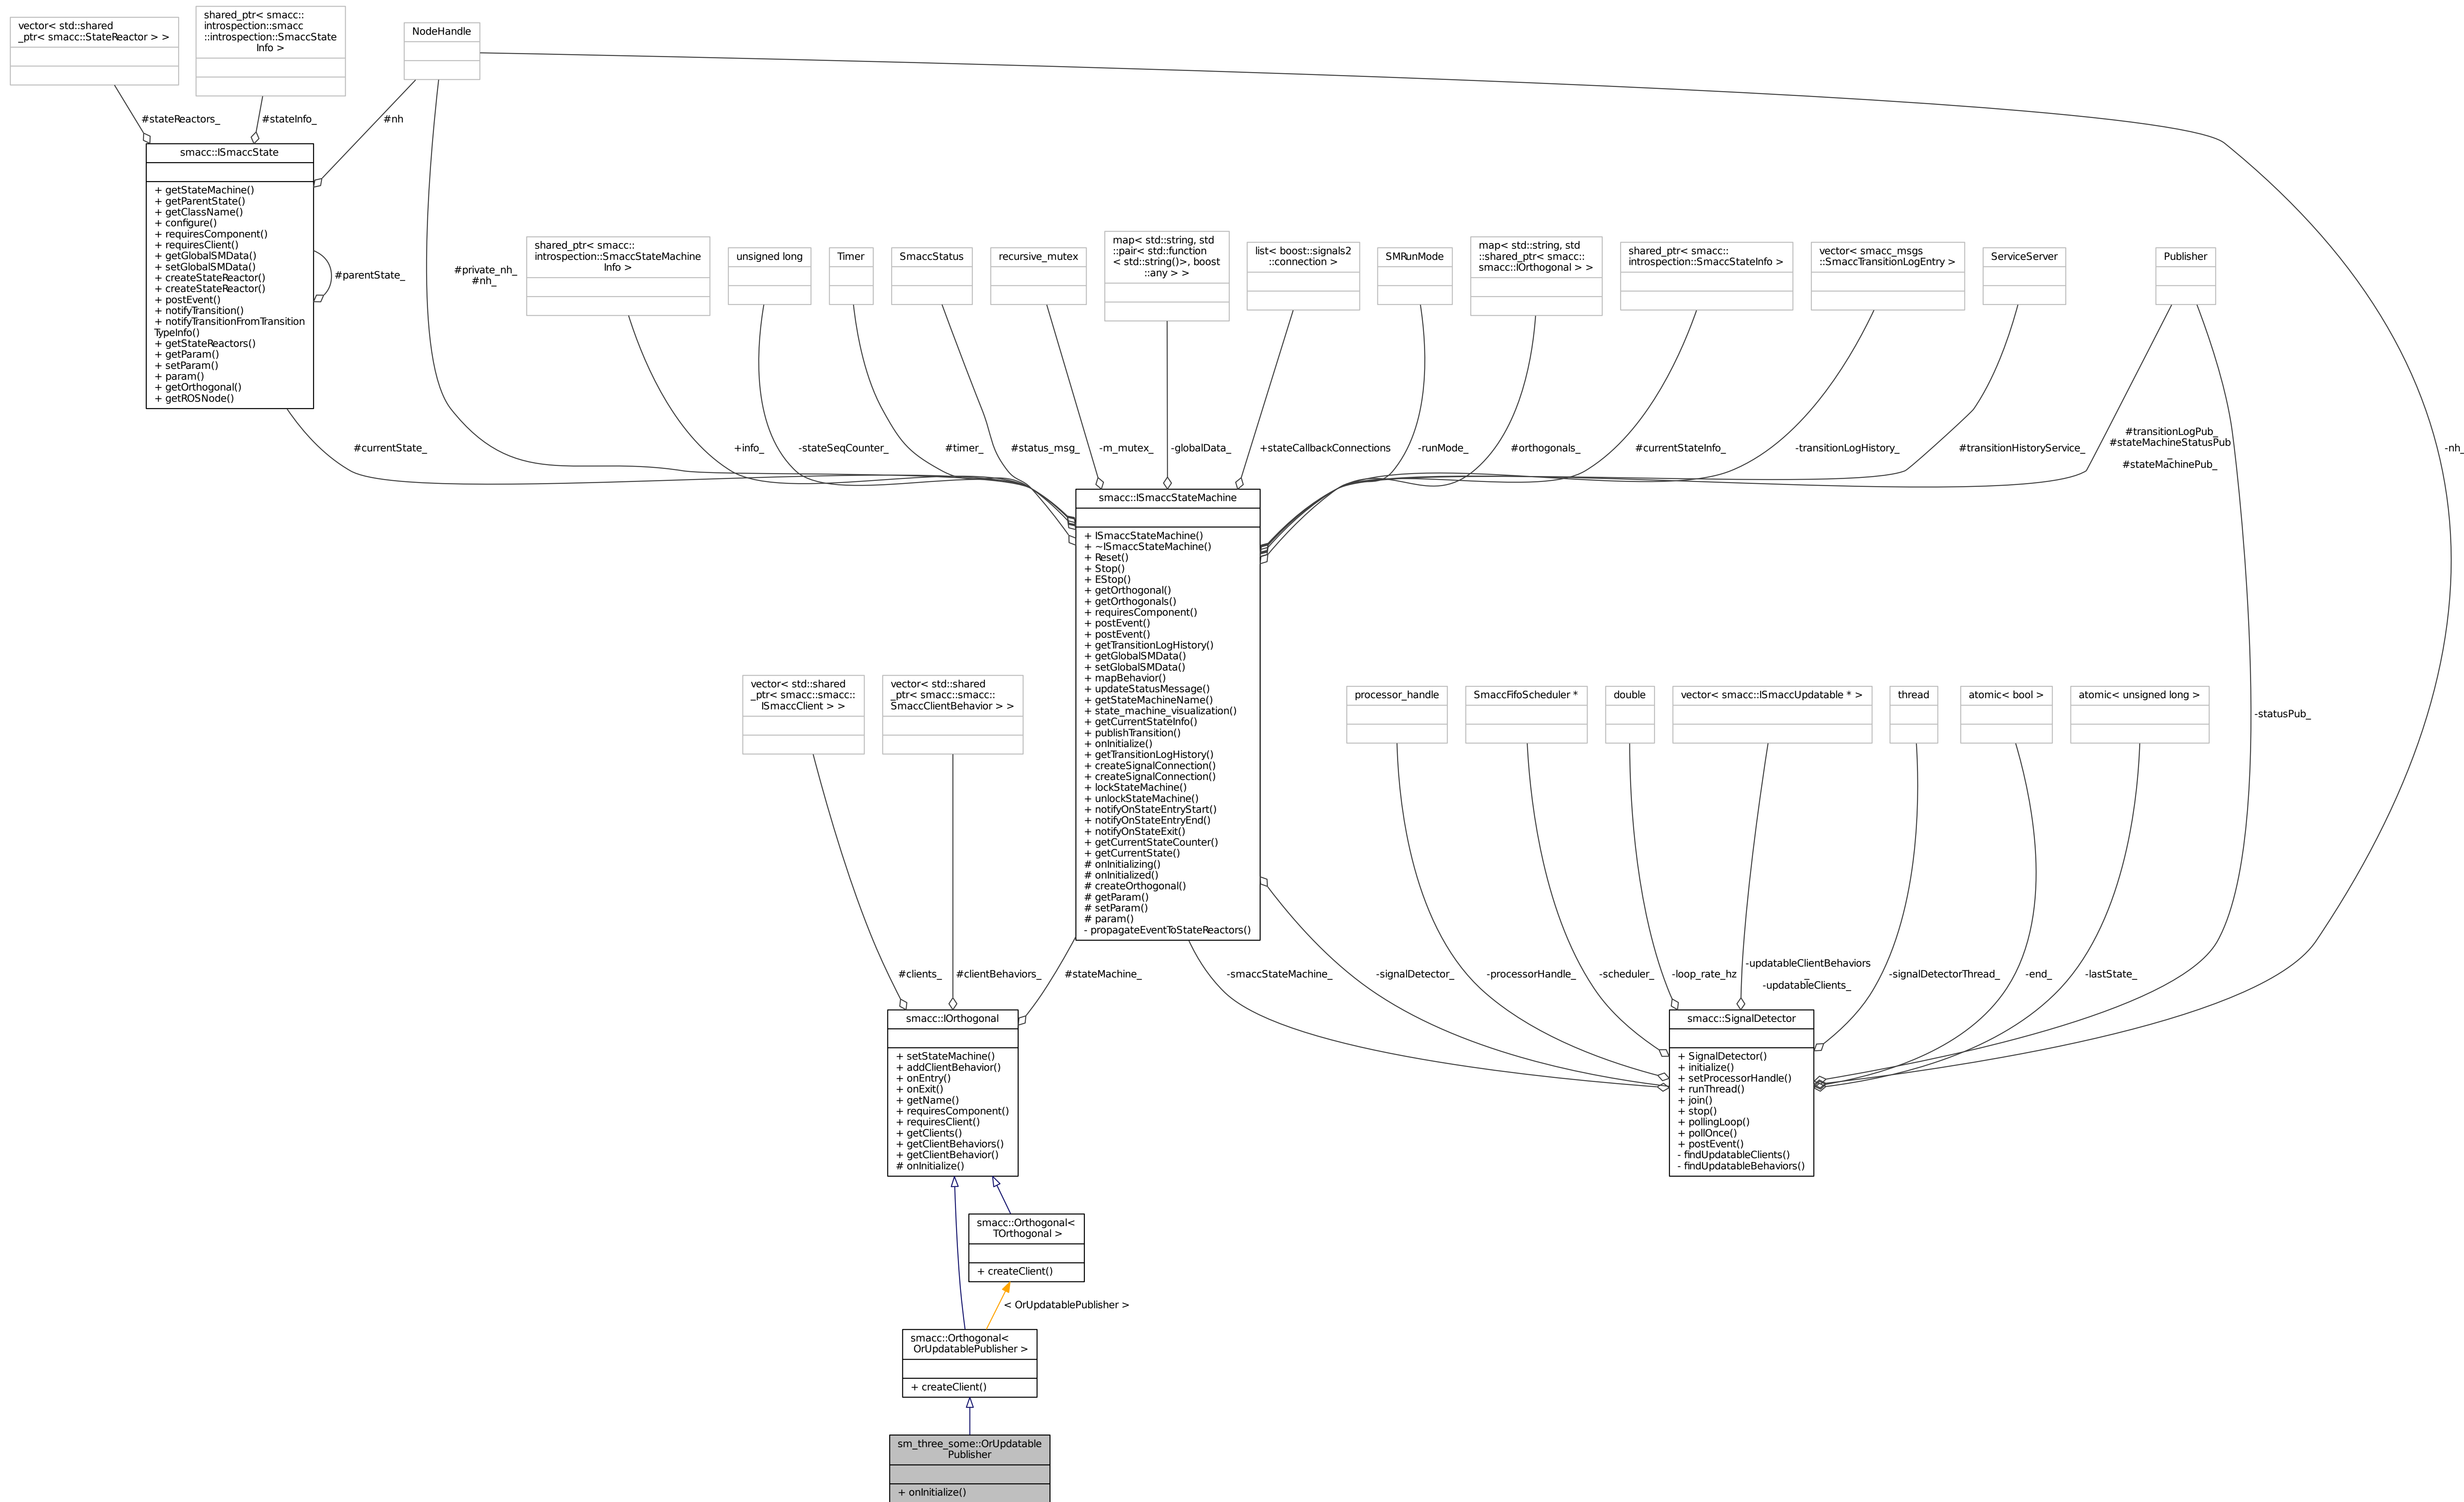 vector< std::shared
_ptr< smacc::StateReactor > >
shared_ptr< smacc::
introspection::smacc
::introspection::SmaccState
Info >
NodeHandle
#stateReactors_
#stateInfo_
#nh
smacc::ISmaccState
+ getStateMachine()
+ getParentState()
+ getClassName()
+ configure()
+ requiresComponent()
+ requiresClient()
+ getGlobalSMData()
+ setGlobalSMData()
+ createStateReactor()
+ createStateReactor()
+ postEvent()
+ notifyTransition()
+ notifyTransitionFromTransition
TypeInfo()
+ getStateReactors()
+ getParam()
+ setParam()
+ param()
+ getOrthogonal()
+ getROSNode()
#parentState_
#private_nh_
#nh_
shared_ptr< smacc::
introspection::SmaccStateMachine
Info >
unsigned long
Timer
SmaccStatus
recursive_mutex
map< std::string, std
::pair< std::function
< std::string()>, boost
::any > >
list< boost::signals2
::connection >
SMRunMode
map< std::string, std
::shared_ptr< smacc::
smacc::IOrthogonal > >
shared_ptr< smacc::
introspection::SmaccStateInfo >
vector< smacc_msgs
::SmaccTransitionLogEntry >
ServiceServer
Publisher
#currentState_
+info_
-stateSeqCounter_
#timer_
#status_msg_
-m_mutex_
-globalData_
+stateCallbackConnections
-runMode_
#orthogonals_
#currentStateInfo_
-transitionLogHistory_
#transitionHistoryService_
#transitionLogPub_
#stateMachineStatusPub
_
#stateMachinePub_
-nh_
smacc::ISmaccStateMachine
+ ISmaccStateMachine()
+ ~ISmaccStateMachine()
+ Reset()
+ Stop()
+ EStop()
+ getOrthogonal()
+ getOrthogonals()
+ requiresComponent()
+ postEvent()
+ postEvent()
+ getTransitionLogHistory()
+ getGlobalSMData()
+ setGlobalSMData()
+ mapBehavior()
+ updateStatusMessage()
+ getStateMachineName()
+ state_machine_visualization()
+ getCurrentStateInfo()
+ publishTransition()
+ onInitialize()
+ getTransitionLogHistory()
+ createSignalConnection()
+ createSignalConnection()
+ lockStateMachine()
+ unlockStateMachine()
+ notifyOnStateEntryStart()
+ notifyOnStateEntryEnd()
+ notifyOnStateExit()
+ getCurrentStateCounter()
+ getCurrentState()
# onInitializing()
# onInitialized()
# createOrthogonal()
# getParam()
# setParam()
# param()
- propagateEventToStateReactors()
vector< std::shared
_ptr< smacc::smacc::
ISmaccClient > >
vector< std::shared
_ptr< smacc::smacc::
SmaccClientBehavior > >
processor_handle
SmaccFifoScheduler *
double
vector< smacc::ISmaccUpdatable * >
thread
atomic< bool >
atomic< unsigned long >
-statusPub_
#clients_
#clientBehaviors_
#stateMachine_
-smaccStateMachine_
-signalDetector_
-processorHandle_
-scheduler_
-loop_rate_hz
-updatableClientBehaviors
_
-updatableClients_
-signalDetectorThread_
-end_
-lastState_
smacc::IOrthogonal
+ setStateMachine()
+ addClientBehavior()
+ onEntry()
+ onExit()
+ getName()
+ requiresComponent()
+ requiresClient()
+ getClients()
+ getClientBehaviors()
+ getClientBehavior()
# onInitialize()
smacc::SignalDetector
+ SignalDetector()
+ initialize()
+ setProcessorHandle()
+ runThread()
+ join()
+ stop()
+ pollingLoop()
+ pollOnce()
+ postEvent()
- findUpdatableClients()
- findUpdatableBehaviors()
smacc::Orthogonal<
TOrthogonal >
+ createClient()
< OrUpdatablePublisher >
smacc::Orthogonal<
OrUpdatablePublisher >
+ createClient()
sm_three_some::OrUpdatable
Publisher
+ onInitialize()